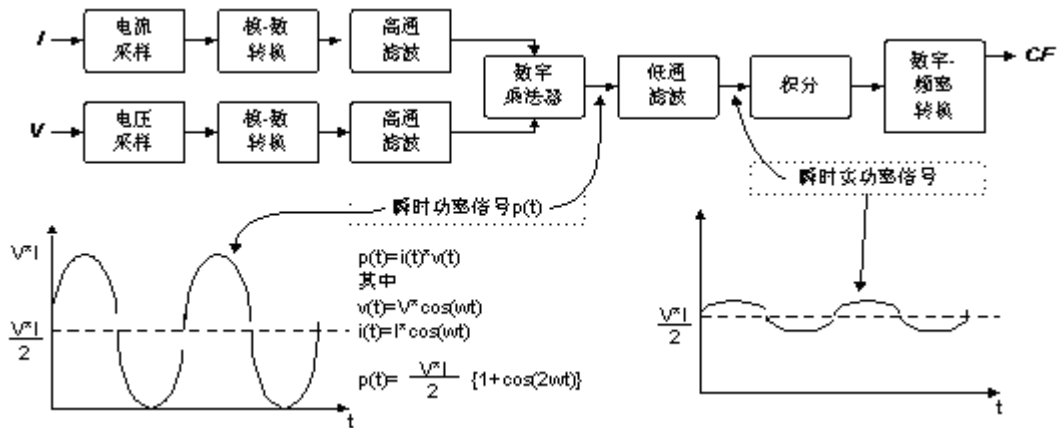 I
电流
采样
模-数
转换
高通
滤波
V
电压
采样
模-数
转换
高通
滤波
数字
乘法器
低通
滤波
积分
数字-
频率
转换
CF
瞬时功率信号p(t)
瞬时实功率信号
V*I
V*I
2
t
p(t)=i(t)*v(t)
其中
v(t)=V*cos(wt)
i(t)=I*cos(wt)
p(t)= V*I
2
{1+cos(2wt)}
V*I
2
t